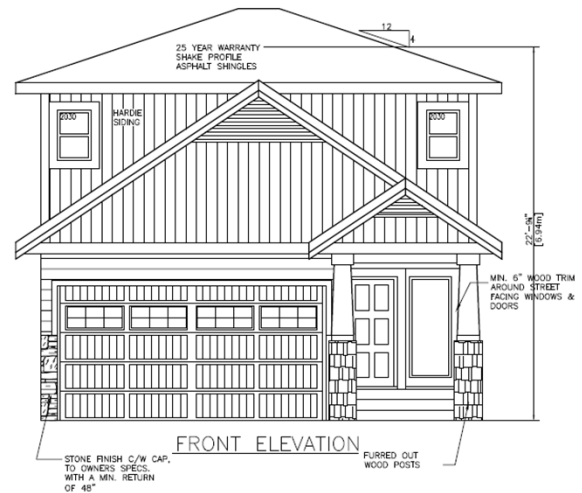 12
4
25 YEAR WARRANTY
SHAKE PROFILE
ASPHALT SHINGLES
2030
HARDIE
SIDING
2030
22'-9¼"
[6.94m]
MIN. 6" WOOD TRIM
AROUND STREET
FACING WINDOWS &
DOORS
FRONT ELEVATION
STONE FINISH C/W CAP,
TO OWNERS SPECS.
WITH A MIN. RETURN
OF 48"
FURRED OUT
WOOD POSTS